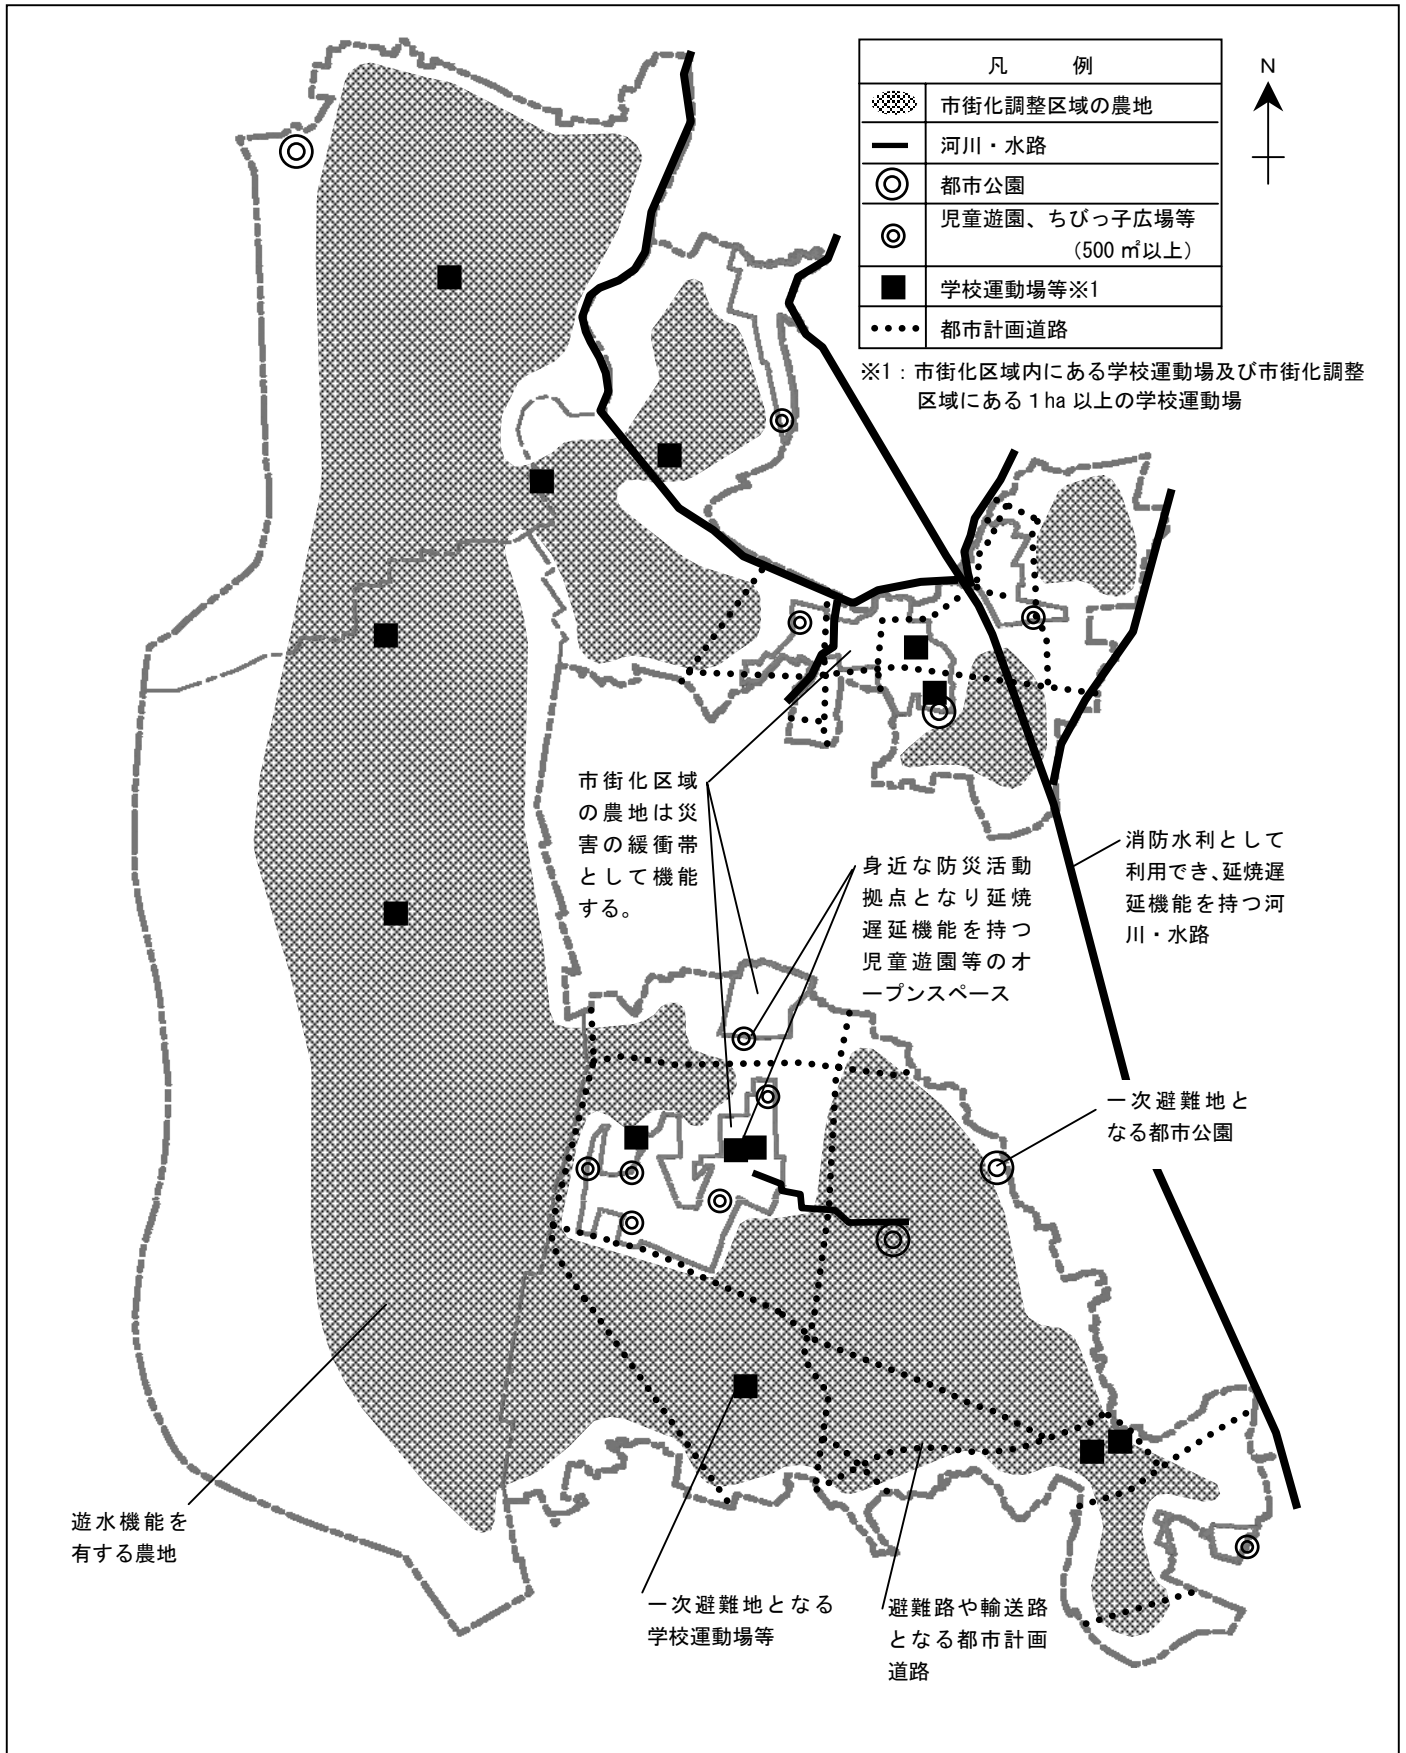 凡 例
市街化調整区域の農地
河川・水路
都市公園
児童遊園、ちびっ子広場等
(500 ㎡以上)
学校運動場等※1
都市計画道路
N
※1：市街化区域内にある学校運動場及び市街化調整
区域にある 1 ha 以上の学校運動場
市街化区域
の農地は災
害の緩衝帯
として機能
する。
身近な防災活動
拠点となり延焼
遅延機能を持つ
児童遊園等のオ
ープンスペース
消防水利として
利用でき、延焼遅
延機能を持つ河
川・水路
一次避難地と
なる都市公園
遊水機能を
有する農地
一次避難地となる
学校運動場等
避難路や輸送路
となる都市計画
道路